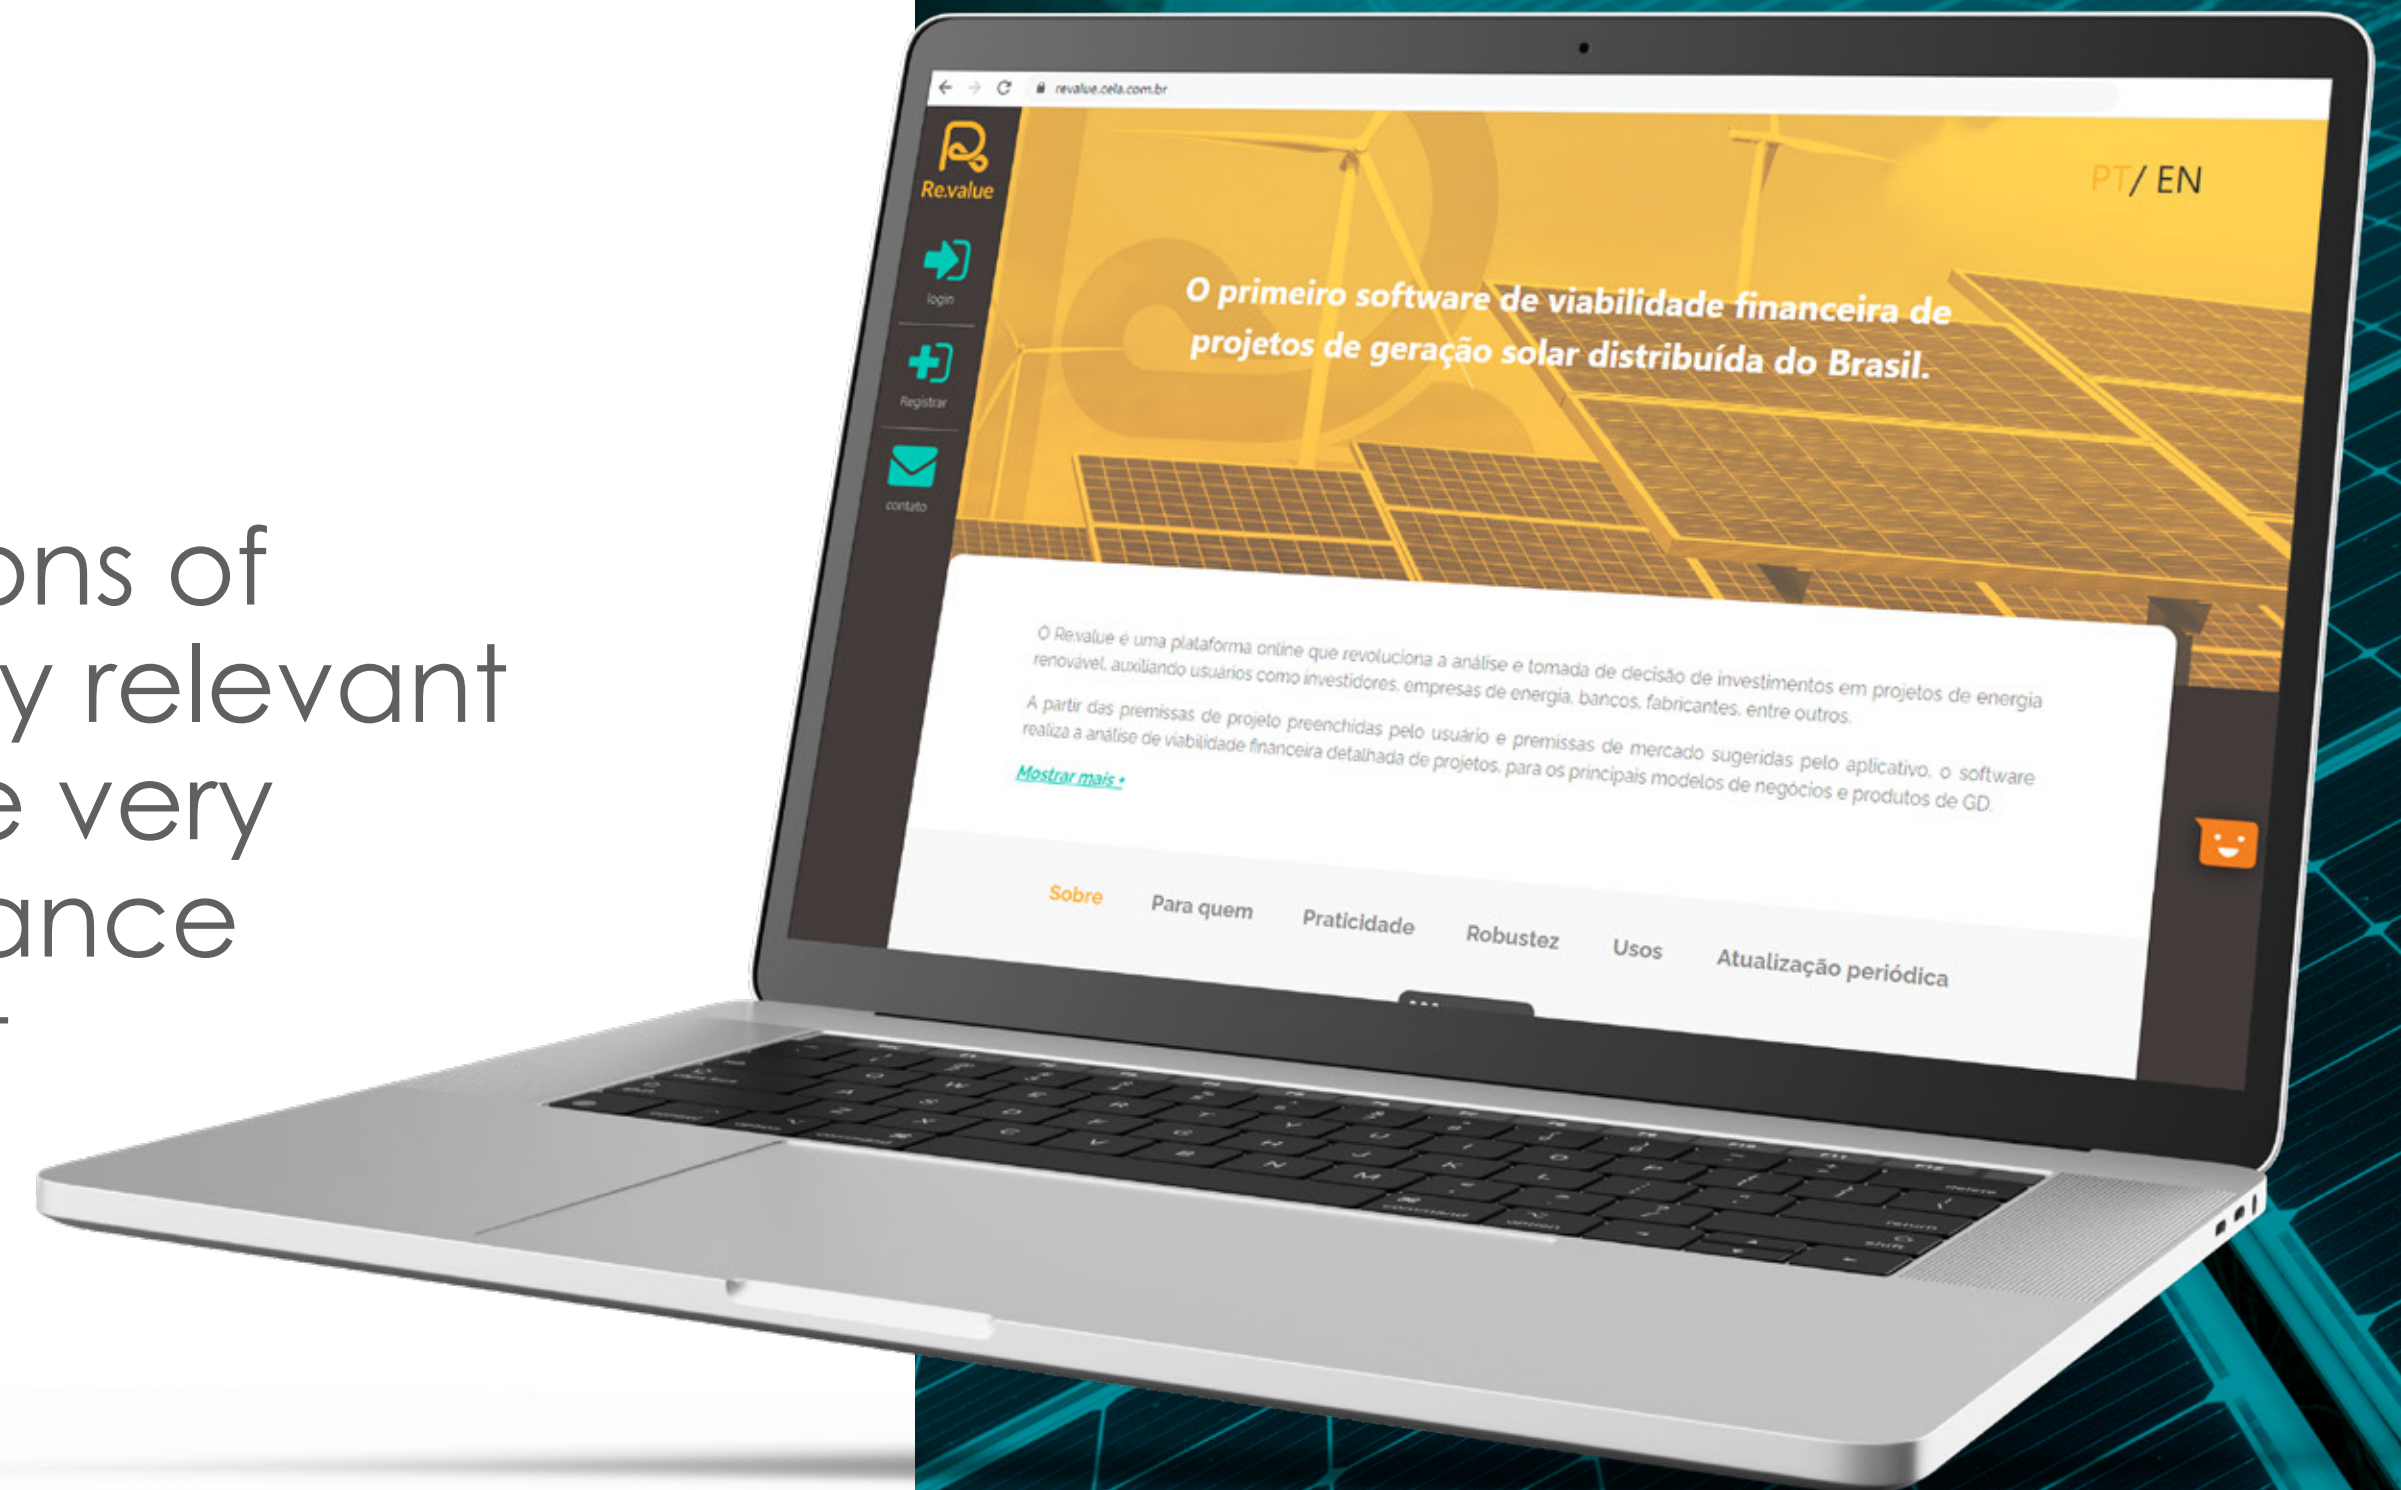 ons of
y relevant
e very
ance
revalue.cela.com.br
Re.value
login
Registrar
contato
PT/ EN
O primeiro software de viabilidade financeira de
projetos de geração solar distribuída do Brasil.
O Re.value é uma plataforma online que revoluciona a análise e tomada de decisão de investimentos em projetos de energia
renovável, auxiliando usuários como investidores, empresas de energia, bancos, fabricantes, entre outros.
A partir das premissas de projeto preenchidas pelo usuário e premissas de mercado sugeridas pelo aplicativo, o software
realiza a análise de viabilidade financeira detalhada de projetos, para os principais modelos de negócios e produtos de GD.
Mostrar mais +
Sobre Para quem Praticidade Robustez Usos Atualização periódica